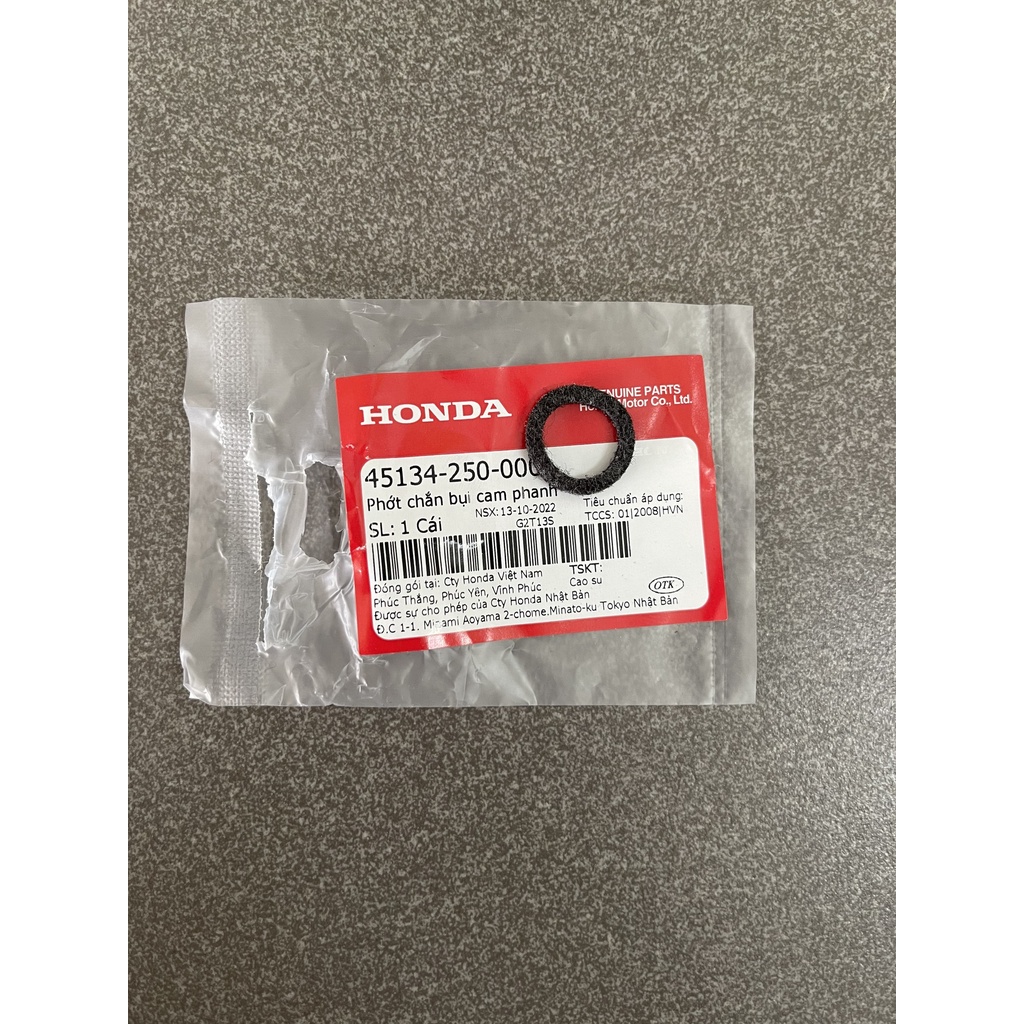 HONDA
GENUINE PARTS
Motor Co., Ltd.
45134-250-000
Phớt chắn bụi cam phanh
NSX: 13-10-2022
Tiêu chuẩn áp dụng:
SL: 1 Cái
G2T13S
TCCS: 01|2008|HVN
TSKT:
Cao su
Đóng gói tại: Cty Honda Việt Nam
Phúc Thắng, Phúc Yên, Vĩnh Phúc
OTK
Được sự cho phép của Cty Honda Nhật Bản
Đ.C 1-1, Minami Aoyama 2-chome.Minato-ku Tokyo Nhật Bản